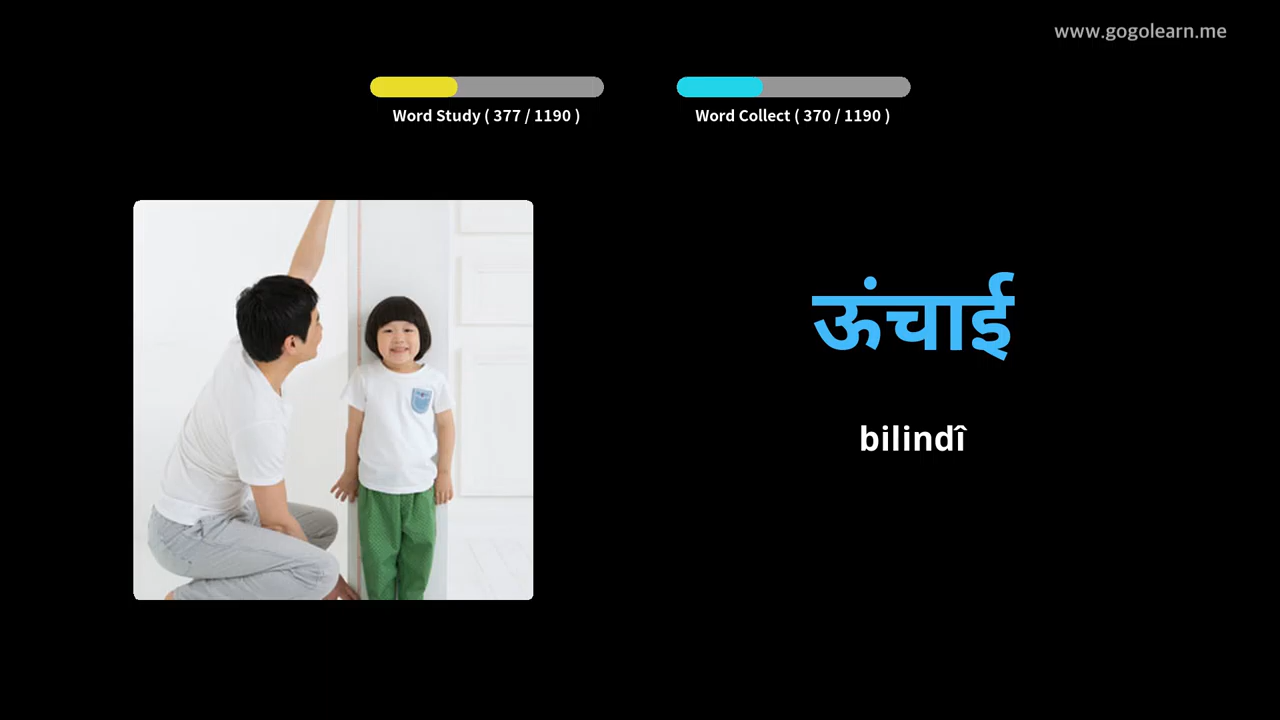 www.gogolearn.me
Word Study ( 377 / 1190 )
Word Collect ( 370 / 1190 )
ऊंचाई
bilindî